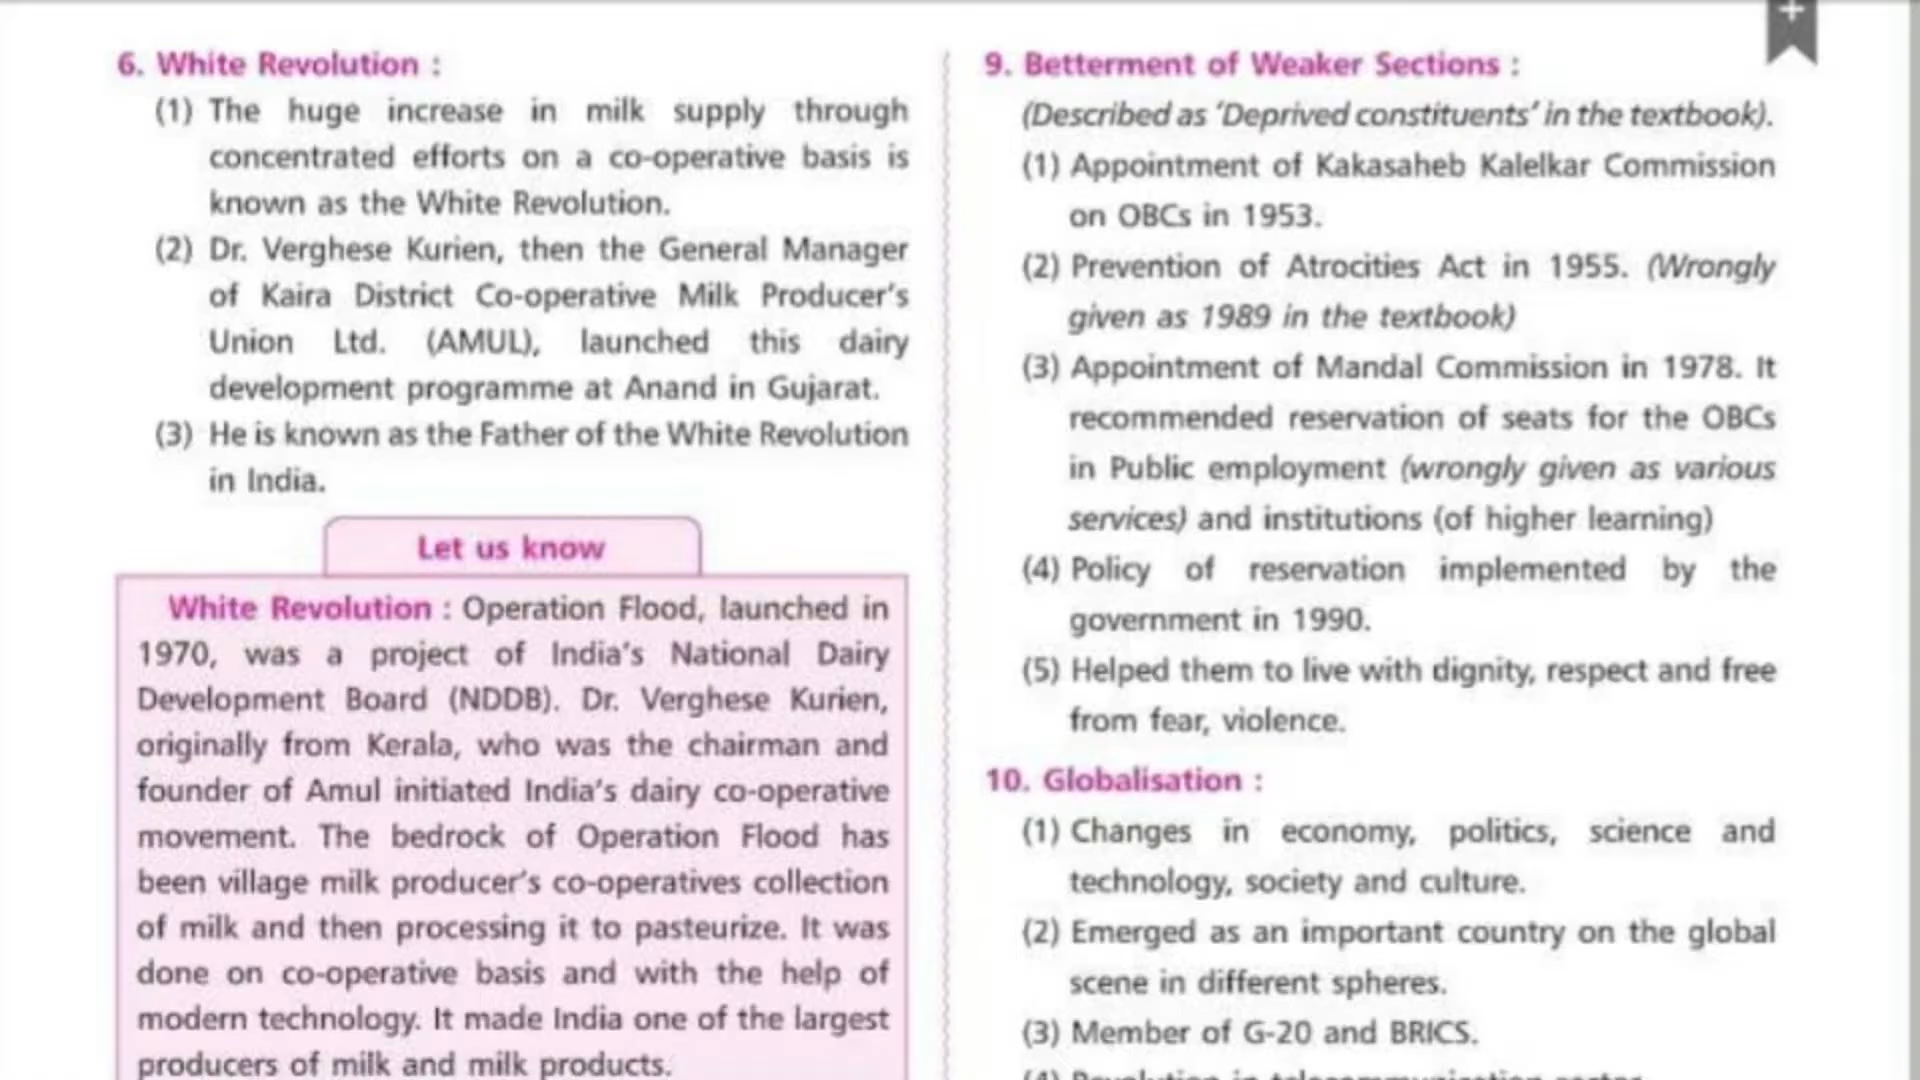 6. White Revolution :
(1) The huge increase in milk supply through
concentrated efforts on a co-operative basis is
known as the White Revolution.
(2) Dr. Verghese Kurien, then the General Manager
of Kaira District Co-operative Milk Producer's
Union Ltd. (AMUL), launched this dairy
development programme at Anand in Gujarat.
(3) He is known as the Father of the White Revolution
in India.
Let us know
White Revolution : Operation Flood, launched in
1970, was a project of India's National Dairy
Development Board (NDDB). Dr. Verghese Kurien,
originally from Kerala, who was the chairman and
founder of Amul initiated India's dairy co-operative
movement. The bedrock of Operation Flood has
been village milk producer's co-operatives collection
of milk and then processing it to pasteurize. It was
done on co-operative basis and with the help of
modern technology. It made India one of the largest
producers of milk and milk products.
9. Betterment of Weaker Sections :
(Described as 'Deprived constituents' in the textbook).
(1) Appointment of Kakasaheb Kalelkar Commission
on OBCs in 1953.
(2) Prevention of Atrocities Act in 1955. (Wrongly
given as 1989 in the textbook)
(3) Appointment of Mandal Commission in 1978. It
recommended reservation of seats for the OBCs
in Public employment (wrongly given as various
services) and institutions (of higher learning)
(4) Policy of reservation implemented by the
government in 1990.
(5) Helped them to live with dignity, respect and free
from fear, violence.
10. Globalisation :
(1) Changes in economy, politics, science and
technology, society and culture.
(2) Emerged as an important country on the global
scene in different spheres.
(3) Member of G-20 and BRICS.
(4) Revolution in telecommunication sector